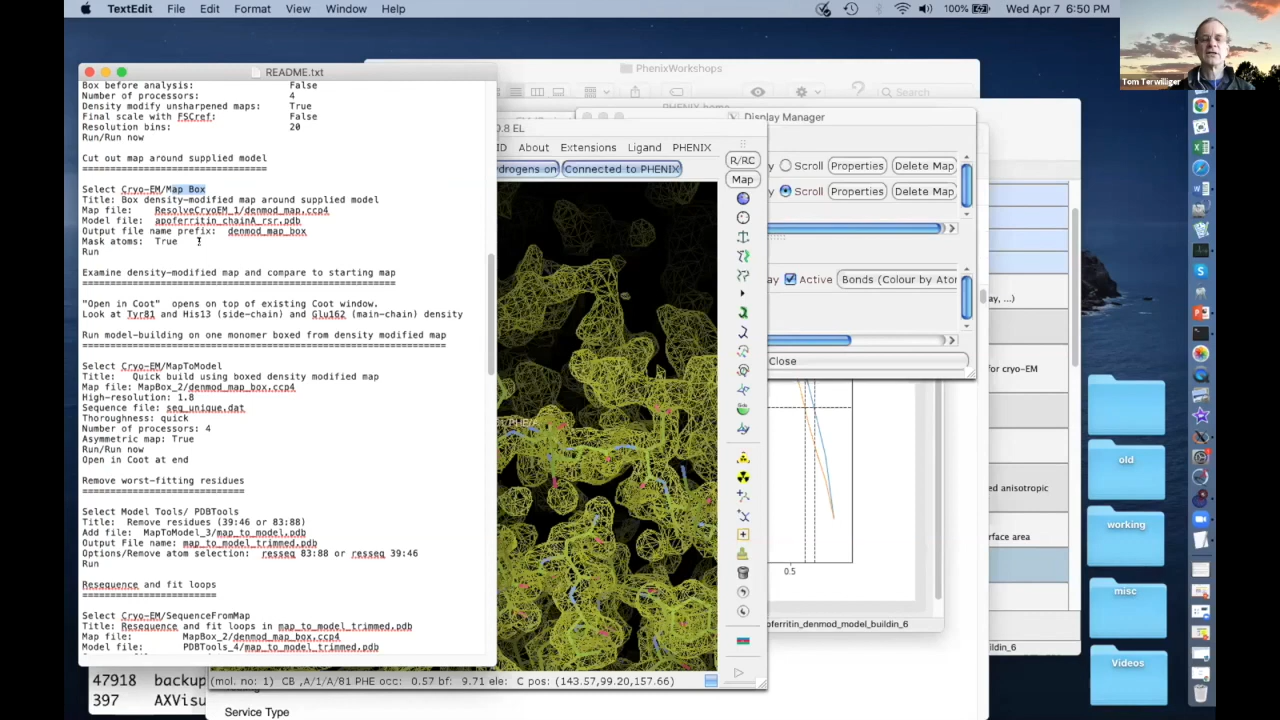 TextEdit File Edit Format View Window Help 100% Wed Apr 7 6:50 PM
Tom Terwilliger
README.txt
Box before analysis: False
Number of processors: 4
Density modify unsharpened maps: True
Final scale with FSCref: False
Resolution bins: 20
Run/Run now
Cut out map around supplied model
=================================
Select Cryo-EM/Map Box
Title: Box density-modified map around supplied model
Map file: ResolveCryoEM_1/denmod_map.ccp4
Model file: apoferritin_chainA_rsr.pdb
Output file name prefix: denmod_map_box
Mask atoms: True
Run
Examine density-modified map and compare to starting map
========================================================
"Open in Coot" opens on top of existing Coot window.
Look at Tyr81 and His13 (side-chain) and Glu162 (main-chain) density
Run model-building on one monomer boxed from density modified map
=================================================================
Select Cryo-EM/MapToModel
Title: Quick build using boxed density modified map
Map file: MapBox_2/denmod_map_box.ccp4
High-resolution: 1.8
Sequence file: seq_unique.dat
Thoroughness: quick
Number of processors: 4
Asymmetric map: True
Run/Run now
Open in Coot at end
Remove worst-fitting residues
=============================
Select Model Tools/ PDBTools
Title: Remove residues (39:46 or 83:88)
Add file: MapToModel_3/map_to_model.pdb
Output File name: map_to_model_trimmed.pdb
Options/Remove atom selection: resseq 83:88 or resseq 39:46
Run
Resequence and fit loops
========================
Select Cryo-EM/SequenceFromMap
Title: Resequence and fit loops in map_to_model_trimmed.pdb
Map file: MapBox_2/denmod_map_box.ccp4
Model file: PDBTools_4/map_to_model_trimmed.pdb
PhenixWorkshops
Search
PHENIX home
0.8 EL
Display Manager
About Extensions Ligand PHENIX
drogens on Connected to PHENIX
R/RC
Map
Scroll Properties Delete Map
Scroll Properties Delete Map
ay Active Bonds (Colour by Ator
Close
ay, ...)
for cryo-EM
ed anisotropic
rface area
0.5
oferritin_denmod_model_buildin_6
ildin_6
(mol. no: 1) CB ,A/1/A/81 PHE occ: 0.57 bf: 9.71 ele: C pos: (143.57,99.20,157.66)
47918 backup
397 AXVisu
Service Type
old
working
misc
Videos